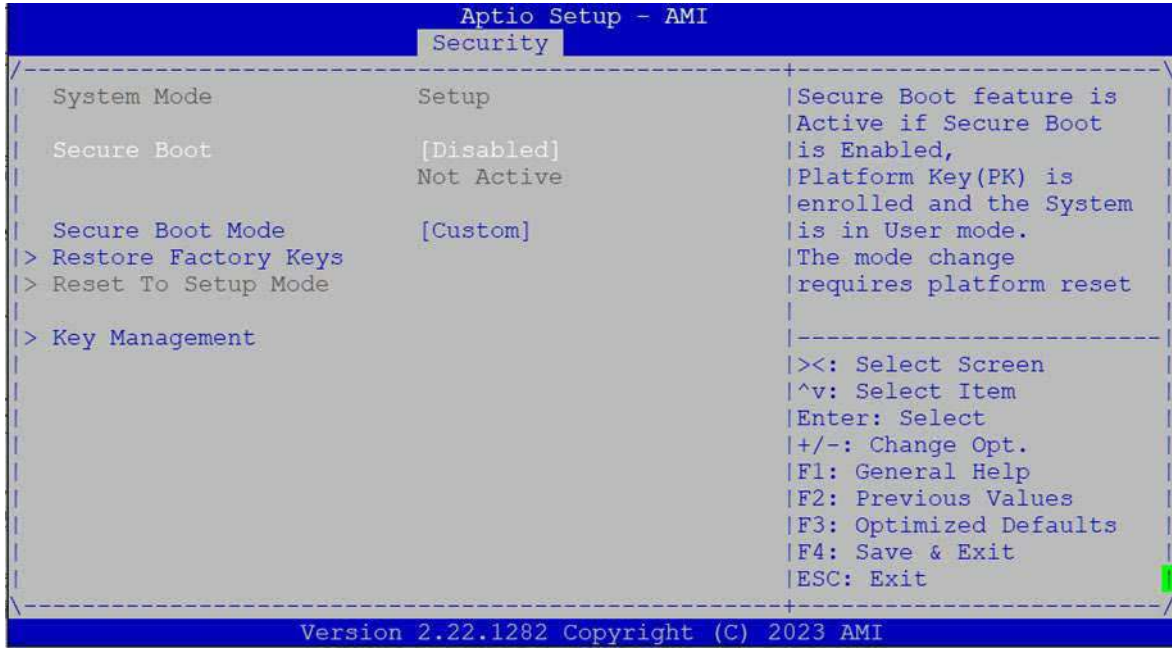 Aptio Setup - AMI
Security
System Mode Setup
Secure Boot [Disabled]
Not Active
Secure Boot Mode [Custom]
> Restore Factory Keys
> Reset To Setup Mode
> Key Management
Secure Boot feature is
Active if Secure Boot
is Enabled,
Platform Key(PK) is
enrolled and the System
is in User mode.
The mode change
requires platform reset
><: Select Screen
^v: Select Item
Enter: Select
+/-: Change Opt.
F1: General Help
F2: Previous Values
F3: Optimized Defaults
F4: Save & Exit
ESC: Exit
Version 2.22.1282 Copyright (C) 2023 AMI